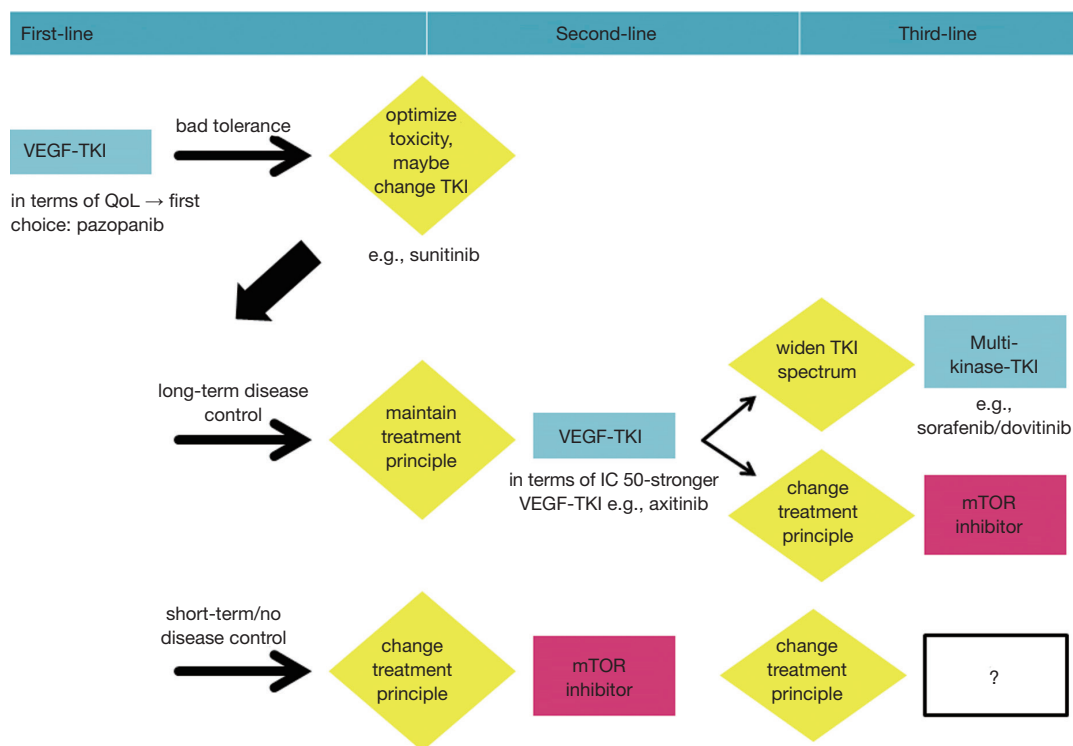 First-line
Second-line
Third-line
VEGF-TKI
bad tolerance
optimize
toxicity,
maybe
change TKI
in terms of QoL → first
choice: pazopanib
e.g., sunitinib
long-term disease
control
maintain
treatment
principle
VEGF-TKI
in terms of IC 50-stronger
VEGF-TKI e.g., axitinib
widen TKI
spectrum
Multi-
kinase-TKI
e.g.,
sorafenib/dovitinib
change
treatment
principle
mTOR
inhibitor
short-term/no
disease control
change
treatment
principle
mTOR
inhibitor
change
treatment
principle
?